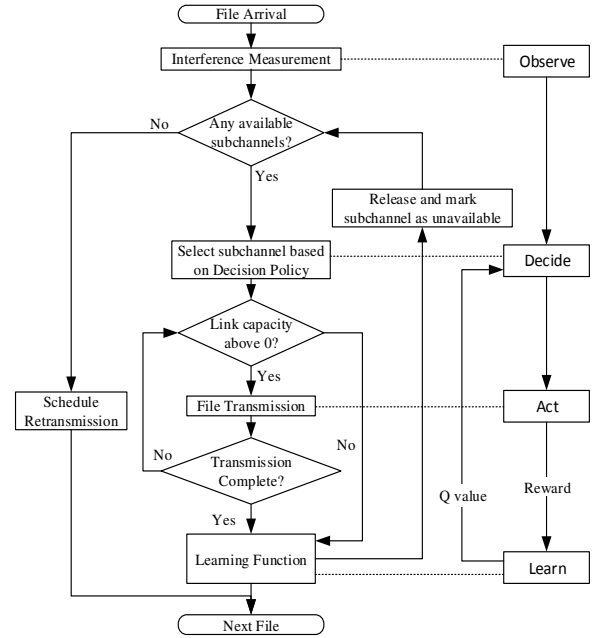 File Arrival
Interference Measurement
Observe
No
Any available
subchannels?
Yes
Release and mark
subchannel as unavailable
Select subchannel based
on Decision Policy
Decide
Link capacity
above 0?
Yes
Schedule
Retransmission
File Transmission
Act
No
No
Transmission
Complete?
Yes
Q value
Reward
Learning Function
Learn
Next File